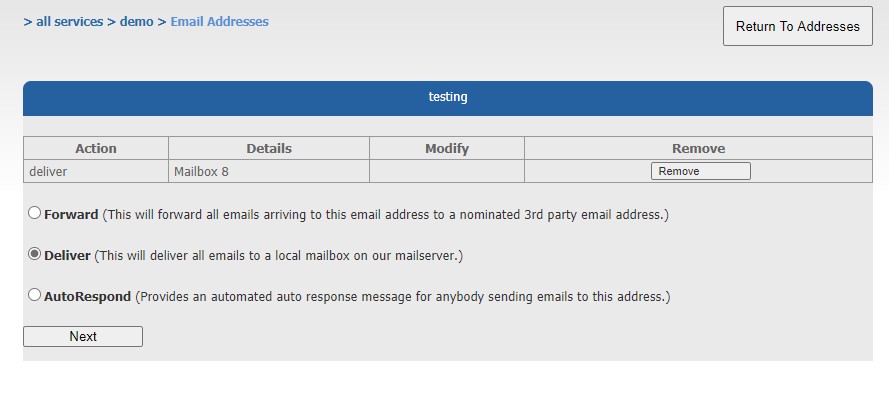 > all services > demo > Email Addresses
Return To Addresses
testing
Action Details Modify Remove
deliver Mailbox 8 Remove
Forward (This will forward all emails arriving to this email address to a nominated 3rd party email address.)
Deliver (This will deliver all emails to a local mailbox on our mailserver.)
AutoRespond (Provides an automated auto response message for anybody sending emails to this address.)
Next